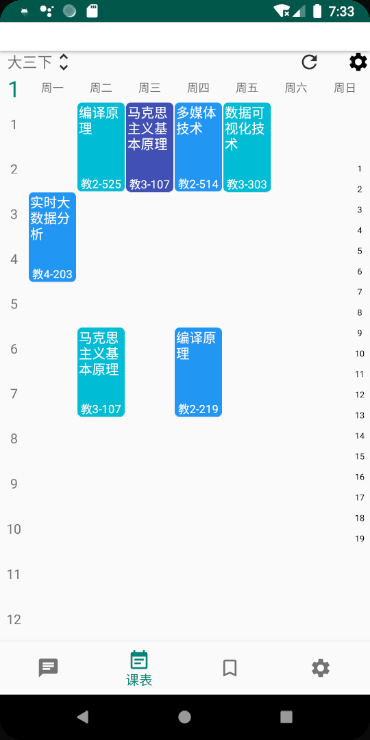 7:33
大三下
1 周一 周二 周三 周四 周五 周六 周日
1
2
3
4
5
6
7
8
9
10
11
12
编译原
理
教2-525
马克思
主义基
本原理
教3-107
多媒体
技术
教2-514
数据可
视化技
术
教3-303
实时大
数据分
析
教4-203
马克思
主义基
本原理
教3-107
编译原
理
教2-219
1
2
3
4
5
6
7
8
9
10
11
12
13
14
15
16
17
18
19
课表